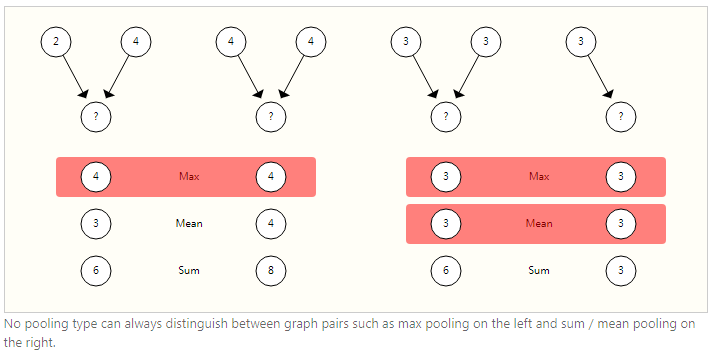 2 4 4 4 3 3 3
? ? ? ?
4 Max 4 3 Max 3
3 Mean 4 3 Mean 3
6 Sum 8 6 Sum 3
No pooling type can always distinguish between graph pairs such as max pooling on the left and sum / mean pooling on
the right.